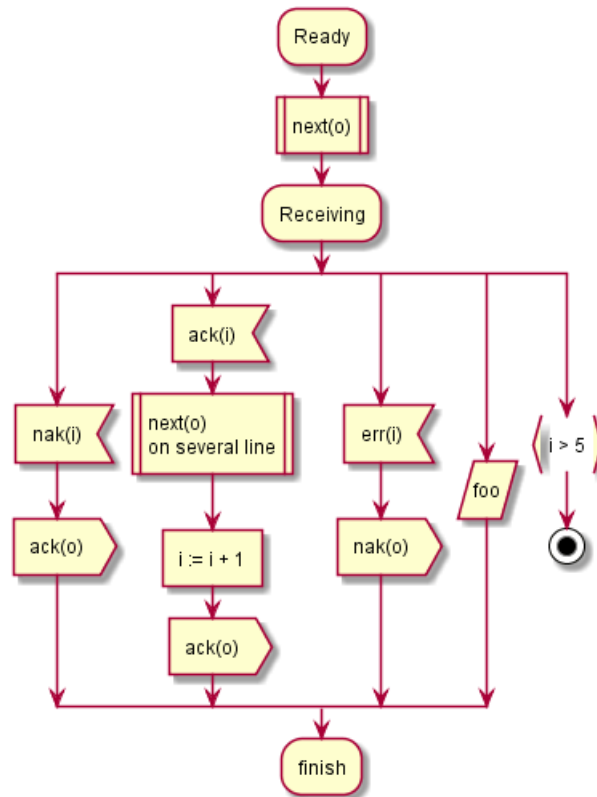 Ready
next(o)
Receiving
nak(i)
ack(o)
ack(i)
next(o)
on several line
i := i + 1
ack(o)
err(i)
nak(o)
foo
i > 5
finish